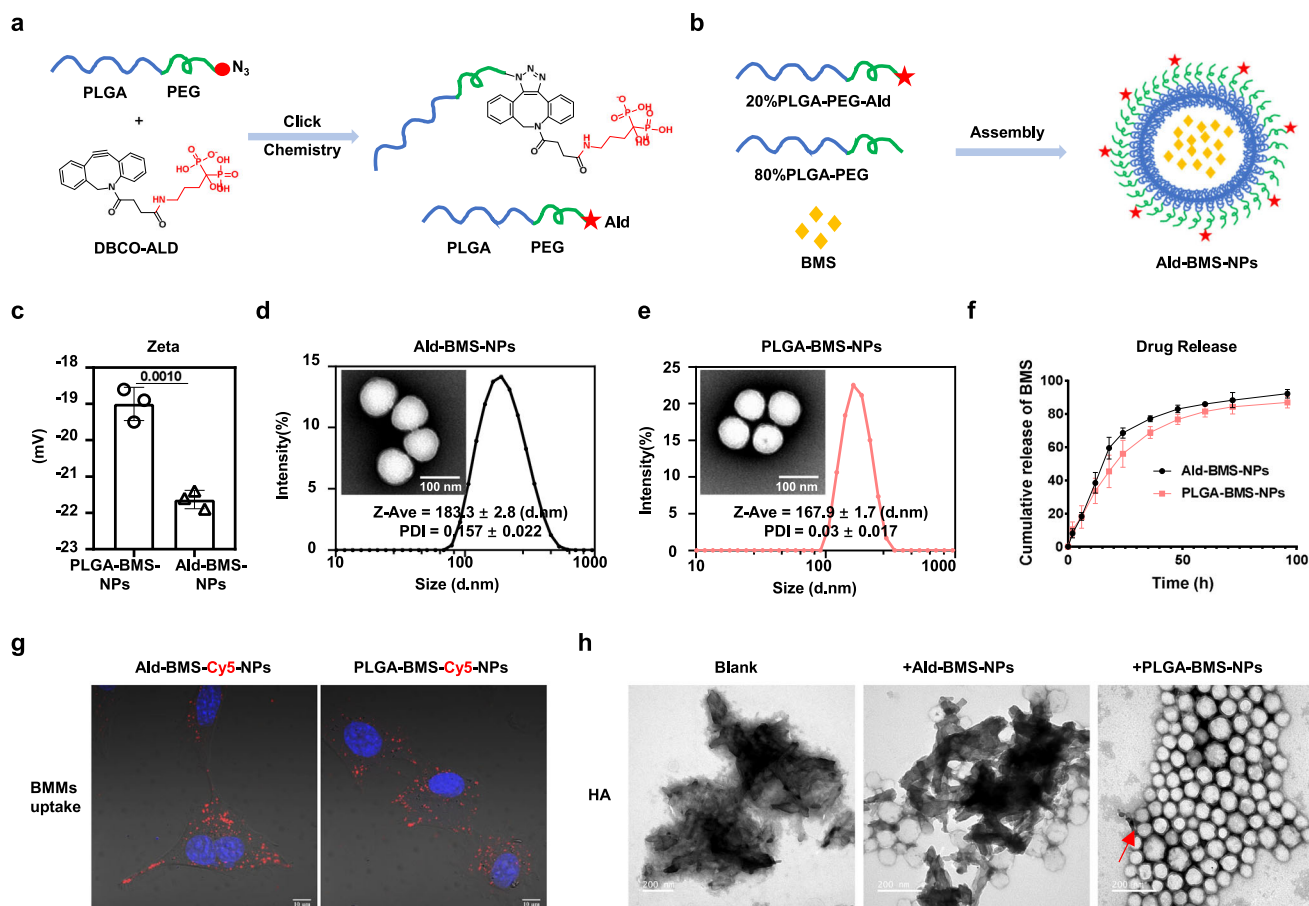 a
N₃
PLGA PEG
+
DBCO-ALD
Click
Chemistry
PLGA PEG
Ald
b
20%PLGA-PEG-Ald
80%PLGA-PEG
BMS
Assembly
Ald-BMS-NPs
c
Zeta
(mV)
-18
-19
-20
-21
-22
-23
0.0010
PLGA-BMS-
NPs
Ald-BMS-
NPs
d
Ald-BMS-NPs
Intensity(%)
15
10
5
0
100 nm
Z-Ave = 183.3 ± 2.8 (d.nm)
PDI = 0.157 ± 0.022
10 100 1000
Size (d.nm)
e
PLGA-BMS-NPs
Intensity(%)
25
20
15
10
5
0
100 nm
Z-Ave = 167.9 ± 1.7 (d.nm)
PDI = 0.03 ± 0.017
10 100 1000
Size (d.nm)
f
Drug Release
Cumulative release of BMS
100
80
60
40
20
0
Ald-BMS-NPs
PLGA-BMS-NPs
0 50 100
Time (h)
g
Ald-BMS-Cy5-NPs
PLGA-BMS-Cy5-NPs
BMMs
uptake
10 μm
10 μm
h
Blank
+Ald-BMS-NPs
+PLGA-BMS-NPs
HA
200 nm
200 nm
200 nm